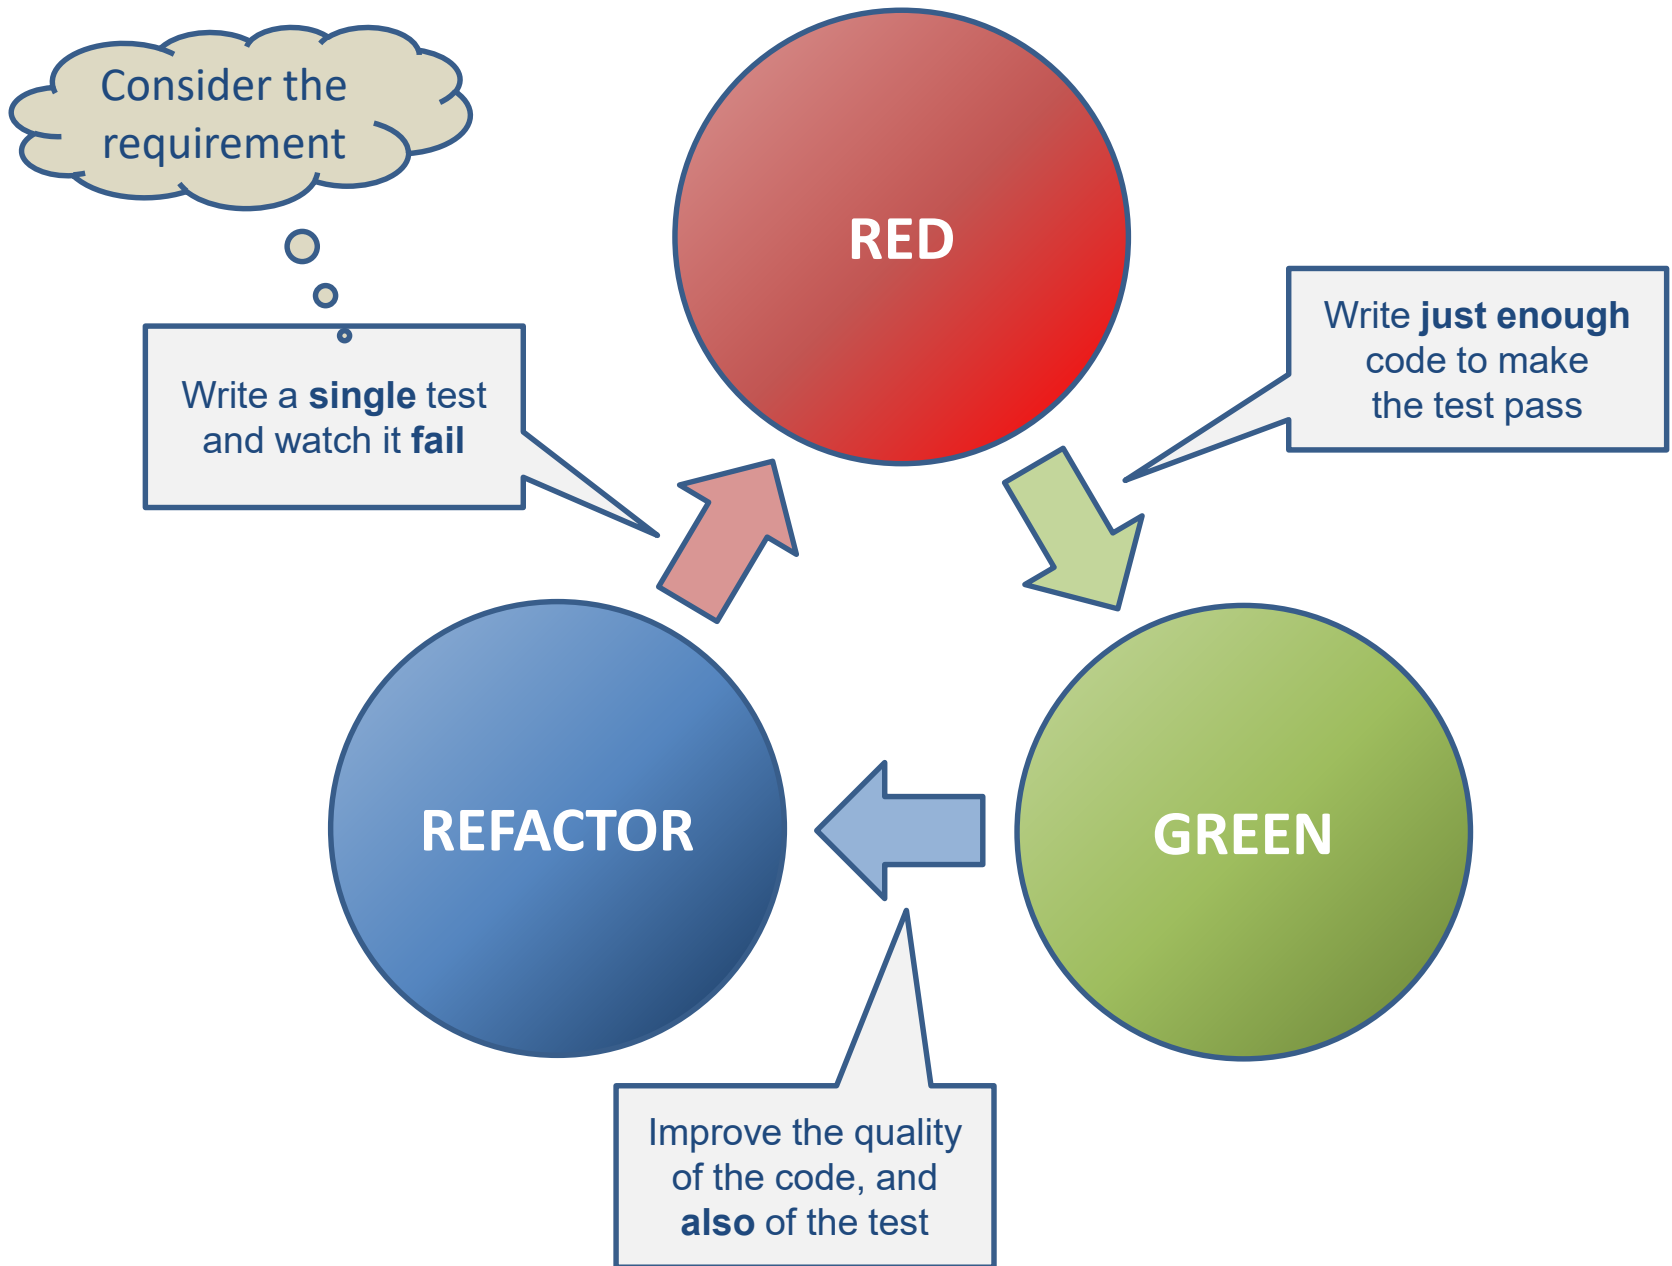 Consider the
requirement
RED
Write just enough
code to make
the test pass
Write a single test
and watch it fail
REFACTOR
GREEN
Improve the quality
of the code, and
also of the test